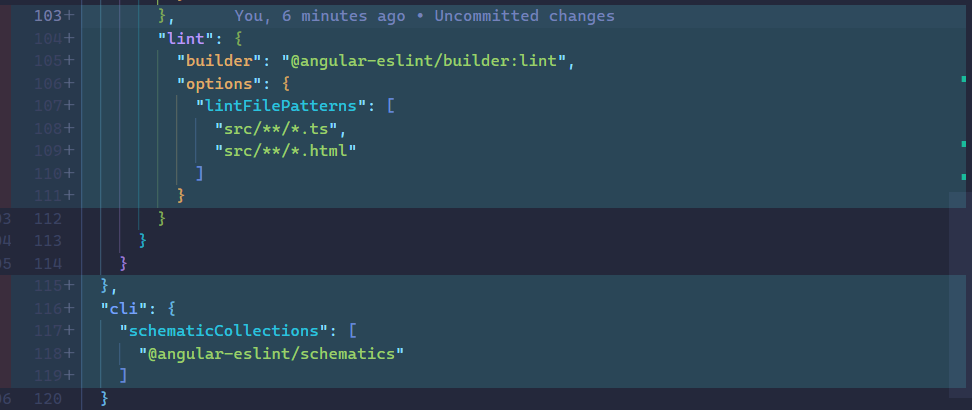 103+ }, You, 6 minutes ago • Uncommitted changes
104+ "lint": {
105+ "builder": "@angular-eslint/builder:lint",
106+ "options": {
107+ "lintFilePatterns": [
108+ "src/**/*.ts",
109+ "src/**/*.html"
110+ ]
111+ }
03 112 }
04 113 }
05 114 }
115+ },
116+ "cli": {
117+ "schematicCollections": [
118+ "@angular-eslint/schematics"
119+ ]
06 120 }